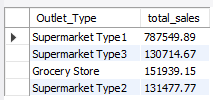 Outlet_Type total_sales
Supermarket Type1 787549.89
Supermarket Type3 130714.67
Grocery Store 151939.15
Supermarket Type2 131477.77